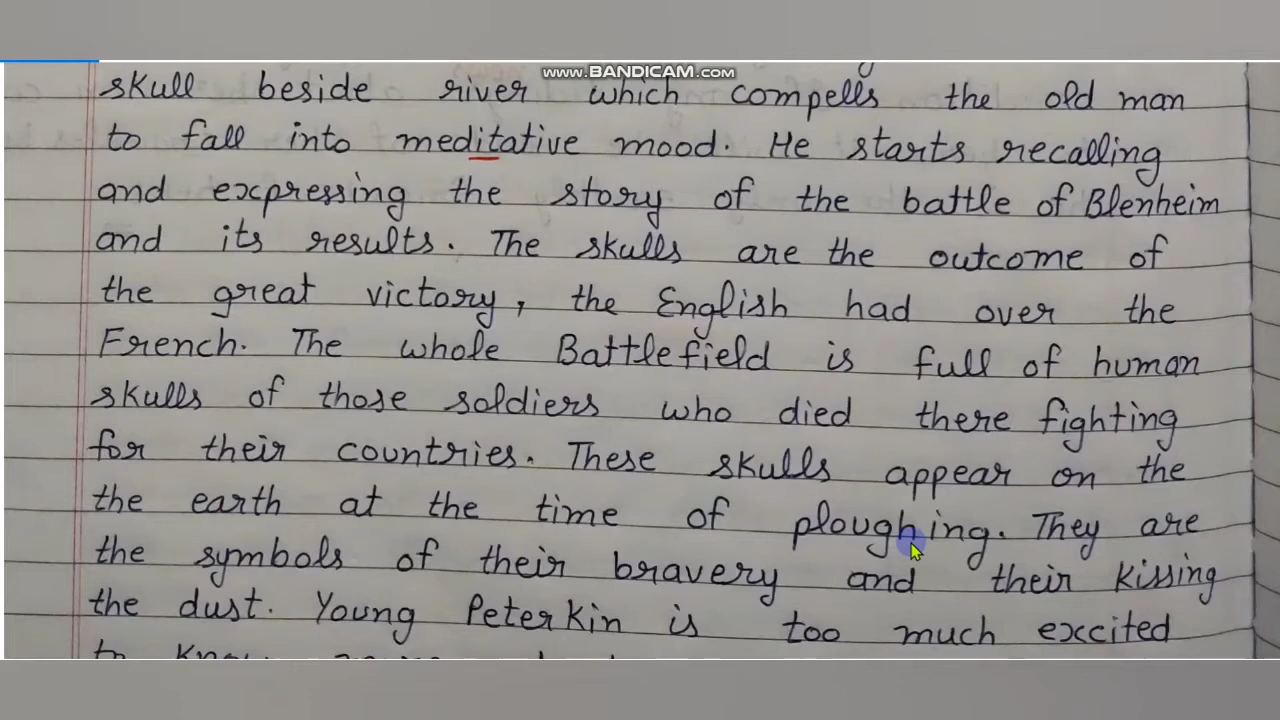 www.BANDICAM.com
skull beside river which compells the old man
to fall into meditative mood. He starts recalling
and expressing the story of the battle of Blenheim
and its results. The skulls are the outcome of
the great victory, the English had over the
French. The whole Battlefield is full of human
skulls of those soldiers who died there fighting
for their countries. These skulls appear on the
the earth at the time of ploughing. They are
the symbols of their bravery and their kissing
the dust. Young Peterkin is too much excited